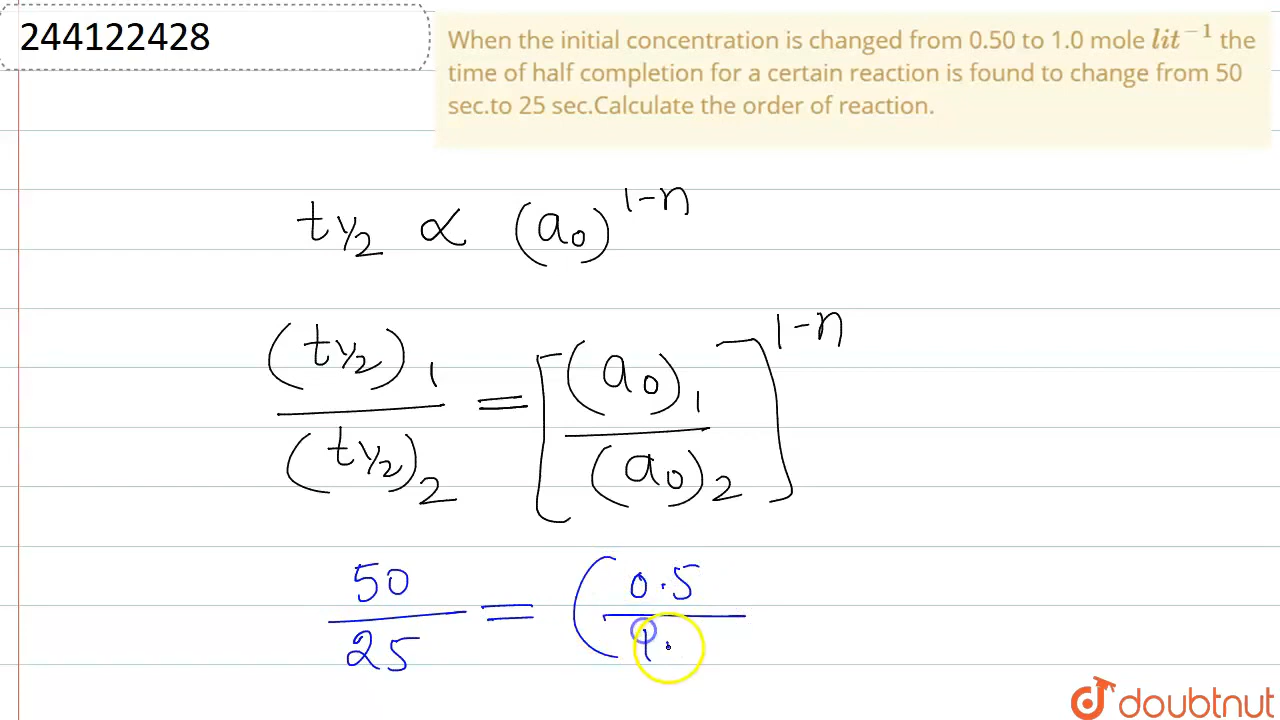 244122428
When the initial concentration is changed from 0.50 to 1.0 mole lit⁻¹ the
time of half completion for a certain reaction is found to change from 50
sec.to 25 sec.Calculate the order of reaction.
t½ ∝ (a₀)¹⁻ⁿ
(t½)₁ / (t½)₂ = [(a₀)₁ / (a₀)₂]¹⁻ⁿ
50 / 25 = (0.5 / 1.
doubtnut